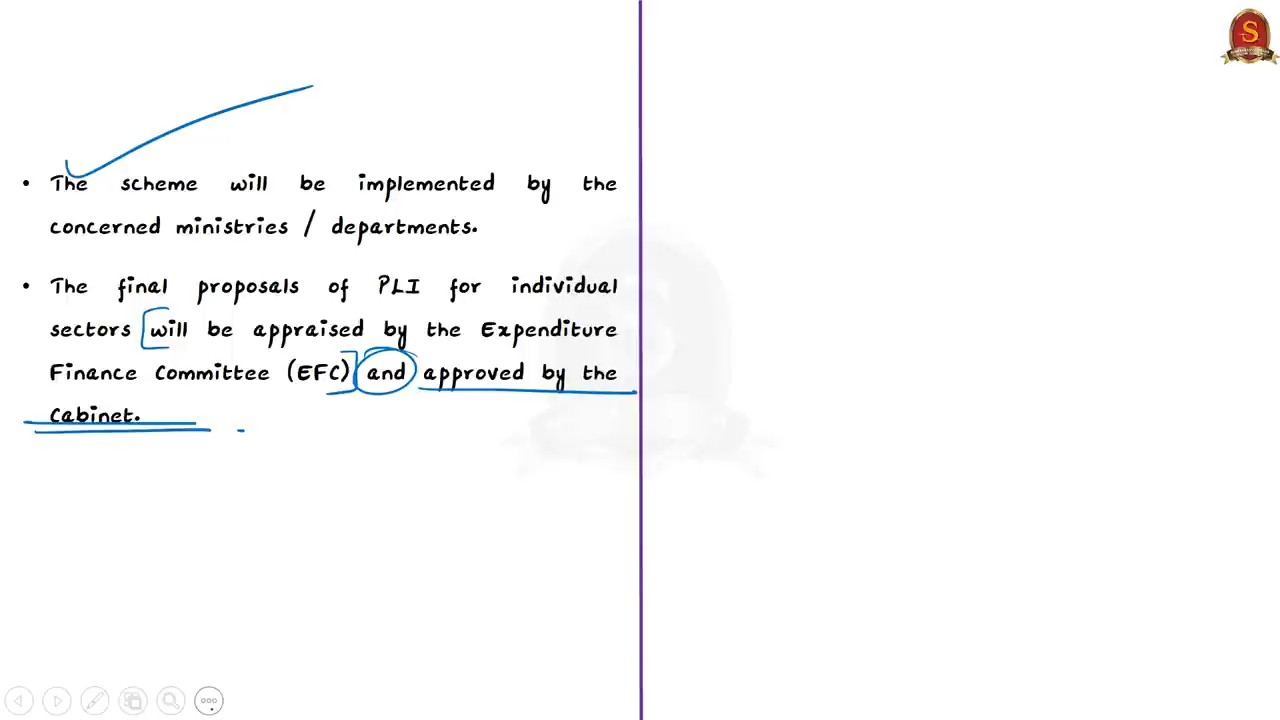 S
• The scheme will be implemented by the
concerned ministries / departments.
• The final proposals of PLI for individual
sectors will be appraised by the Expenditure
Finance Committee (EFC) and approved by the
Cabinet.